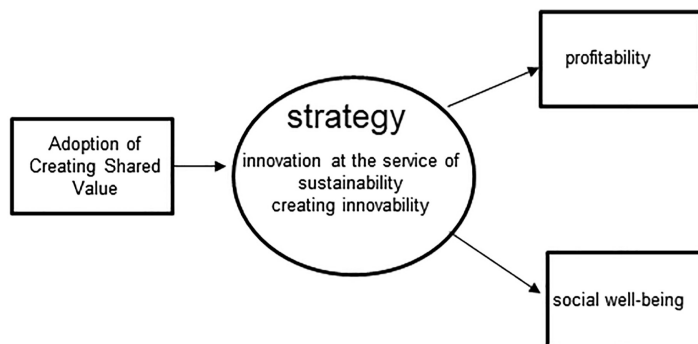 Adoption of
Creating Shared
Value
strategy
innovation at the service of
sustainability
creating innovability
profitability
social well-being